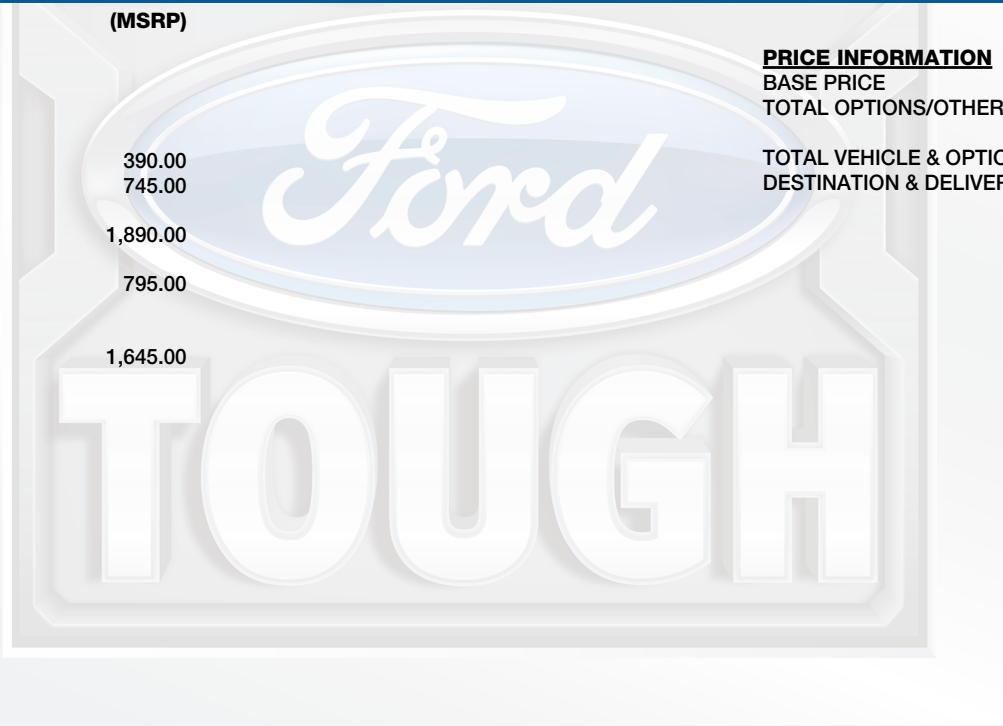 (MSRP)
390.00
745.00
1,890.00
795.00
1,645.00
PRICE INFORMATION
BASE PRICE
TOTAL OPTIONS/OTHER
TOTAL VEHICLE & OPTIO
DESTINATION & DELIVER
Ford
TOUGH